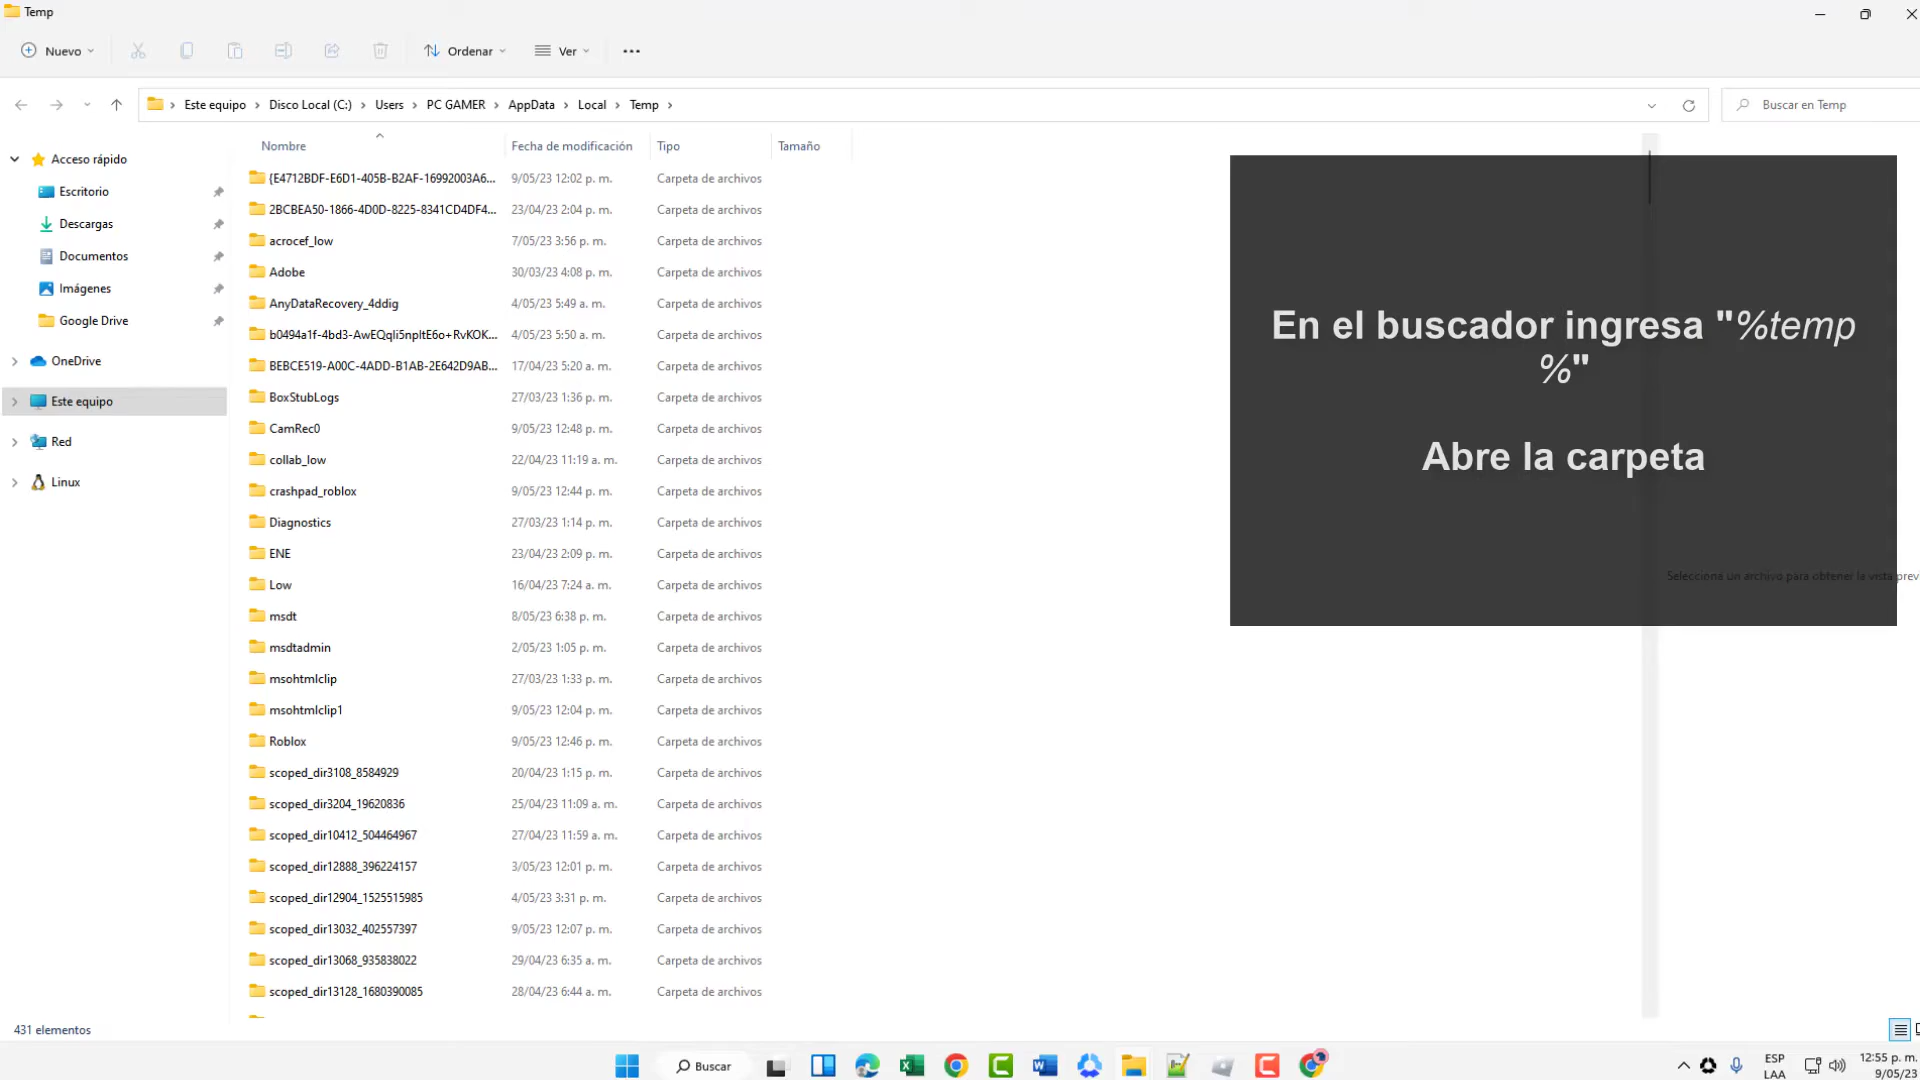 Temp
Nuevo
Ordenar
Ver
Este equipo > Disco Local (C:) > Users > PC GAMER > AppData > Local > Temp >
Buscar en Temp
Nombre Fecha de modificación Tipo Tamaño
Acceso rápido
Escritorio
Descargas
Documentos
Imágenes
Google Drive
OneDrive
Este equipo
Red
Linux
{E4712BDF-E6D1-405B-B2AF-16992003A6... 9/05/23 12:02 p. m. Carpeta de archivos
2BCBEA50-1866-4D0D-8225-8341CD4DF4... 23/04/23 2:04 p. m. Carpeta de archivos
acrocef_low 7/05/23 3:56 p. m. Carpeta de archivos
Adobe 30/03/23 4:08 p. m. Carpeta de archivos
AnyDataRecovery_4ddig 4/05/23 5:49 a. m. Carpeta de archivos
b0494a1f-4bd3-AwEQqli5npltE6o+RvKOK... 4/05/23 5:50 a. m. Carpeta de archivos
BEBCE519-A00C-4ADD-B1AB-2E642D9AB... 17/04/23 5:20 a. m. Carpeta de archivos
BoxStubLogs 27/03/23 1:36 p. m. Carpeta de archivos
CamRec0 9/05/23 12:48 p. m. Carpeta de archivos
collab_low 22/04/23 11:19 a. m. Carpeta de archivos
crashpad_roblox 9/05/23 12:44 p. m. Carpeta de archivos
Diagnostics 27/03/23 1:14 p. m. Carpeta de archivos
ENE 23/04/23 2:09 p. m. Carpeta de archivos
Low 16/04/23 7:24 a. m. Carpeta de archivos
msdt 8/05/23 6:38 p. m. Carpeta de archivos
msdtadmin 2/05/23 1:05 p. m. Carpeta de archivos
msohtmlclip 27/03/23 1:33 p. m. Carpeta de archivos
msohtmlclip1 9/05/23 12:04 p. m. Carpeta de archivos
Roblox 9/05/23 12:46 p. m. Carpeta de archivos
scoped_dir3108_8584929 20/04/23 1:15 p. m. Carpeta de archivos
scoped_dir3204_19620836 25/04/23 11:09 a. m. Carpeta de archivos
scoped_dir10412_504464967 27/04/23 11:59 a. m. Carpeta de archivos
scoped_dir12888_396224157 3/05/23 12:01 p. m. Carpeta de archivos
scoped_dir12904_1525515985 4/05/23 3:31 p. m. Carpeta de archivos
scoped_dir13032_402557397 9/05/23 12:07 p. m. Carpeta de archivos
scoped_dir13068_935838022 29/04/23 6:35 a. m. Carpeta de archivos
scoped_dir13128_1680390085 28/04/23 6:44 a. m. Carpeta de archivos
En el buscador ingresa "%temp
%"
Abre la carpeta
Selecciona un archivo para obtener la vista prev
431 elementos
Buscar
ESP
LAA
12:55 p. m.
9/05/23